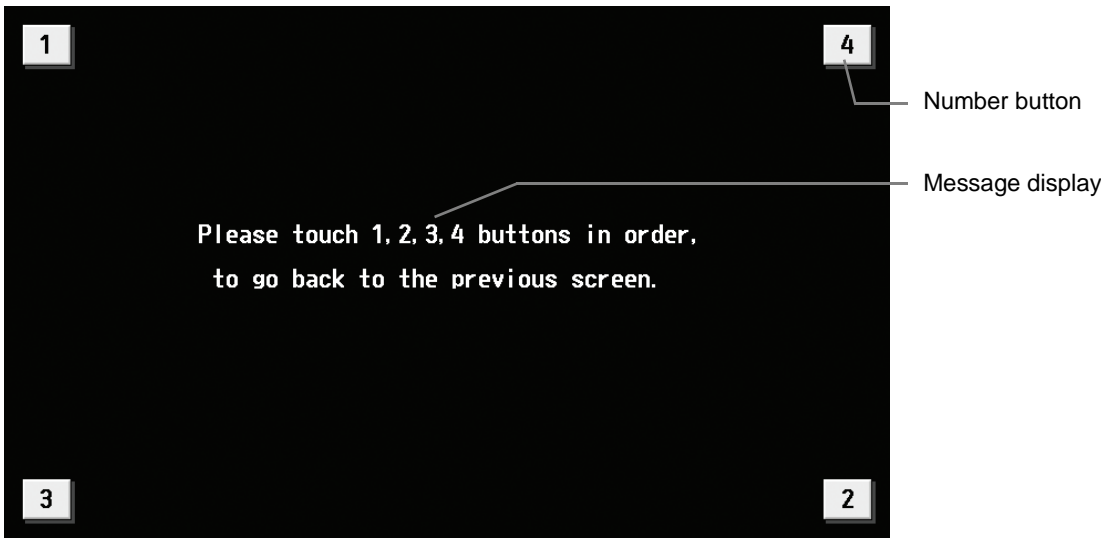 1
4
Number button
Message display
Please touch 1,2,3,4 buttons in order,
to go back to the previous screen.
3
2